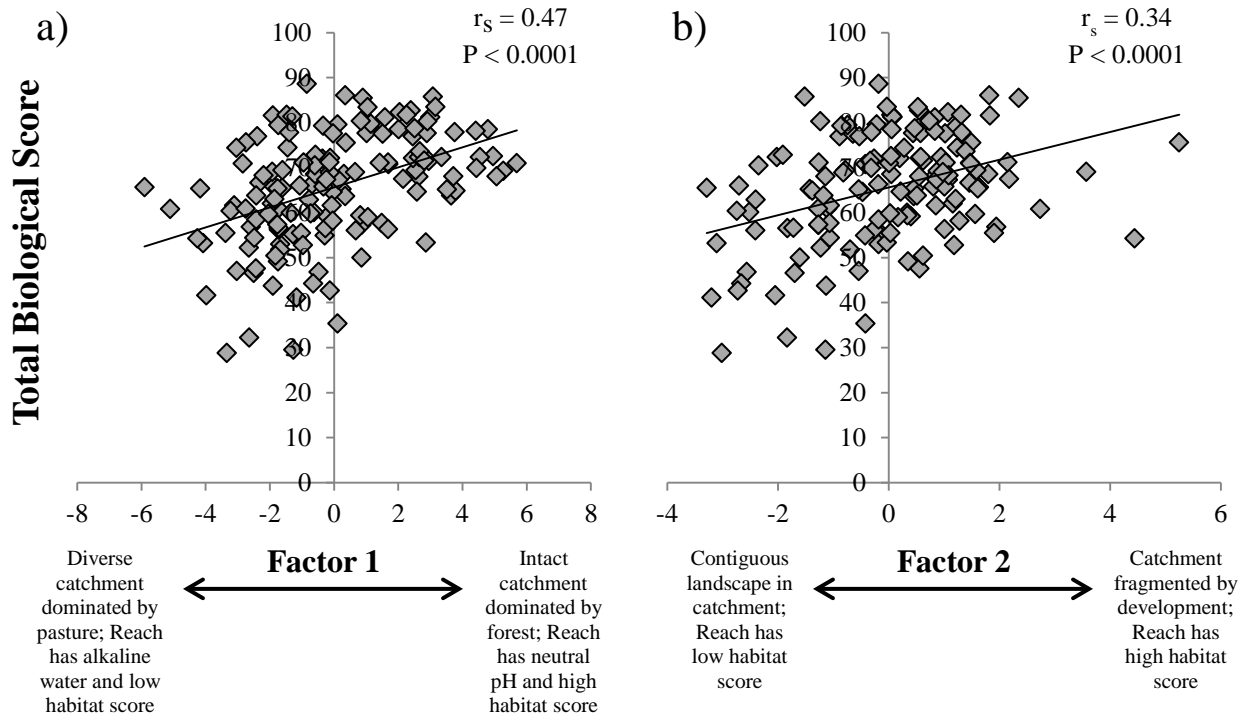 a)
r_s = 0.47
P < 0.0001
Total Biological Score
100
90
80
70
60
50
40
30
20
10
0
-8 -6 -4 -2 0 2 4 6 8
Diverse
catchment
dominated by
pasture; Reach
has alkaline
water and low
habitat score
Factor 1
Intact
catchment
dominated by
forest; Reach
has neutral
pH and high
habitat score
b)
r_s = 0.34
P < 0.0001
100
90
80
70
60
50
40
30
20
10
0
-4 -2 0 2 4 6
Contiguous
landscape in
catchment;
Reach has
low habitat
score
Factor 2
Catchment
fragmented by
development;
Reach has
high habitat
score